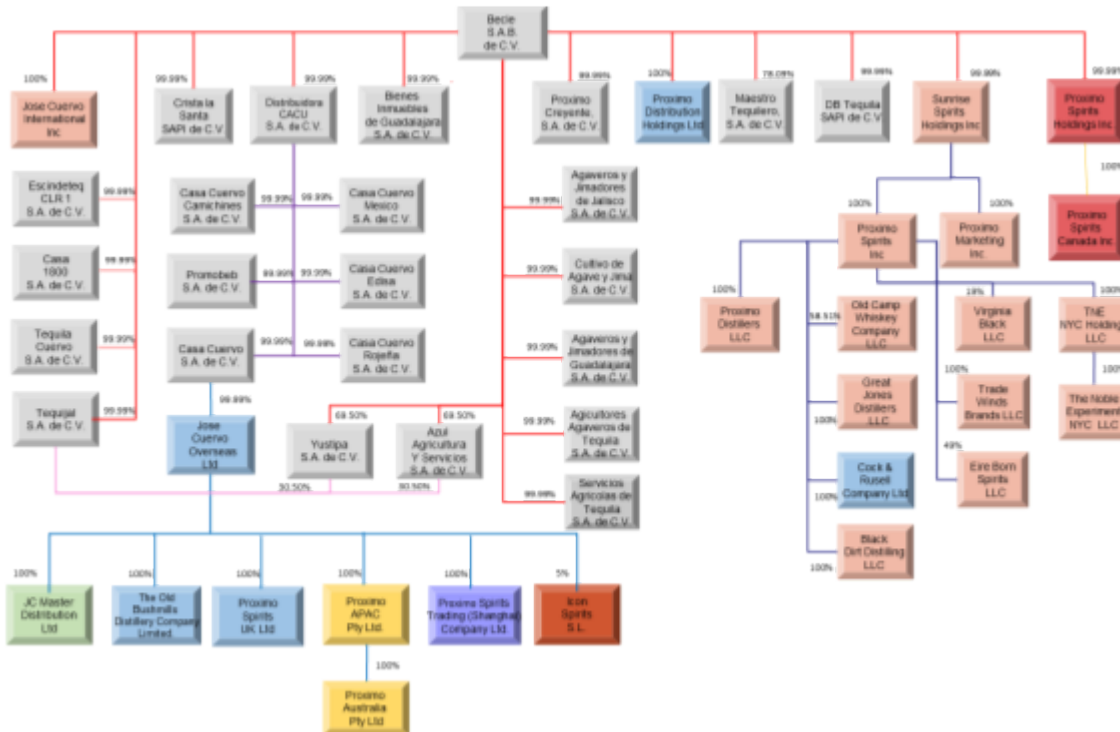 Becle
S.A.B.
de C.V.
100%
99.99%
99.99%
99.99%
99.99%
100%
99.99%
99.99%
99.99%
Jose Cuervo
International
Inc
Cristala
Santa
SAPI de C.V.
Distribuidora
CACU
S.A. de C.V.
Bienes
Inmuebles
de Guadalajara
S.A. de C.V.
Proximo
Creyente,
S.A. de C.V.
Proximo
Distribution
Holdings Ltd
Maestro
Tequilero,
S.A. de C.V.
DB Tequila
SAPI de C.V.
Sunrise
Spirits
Holdings Inc
Proximo
Spirits
Holdings Inc.
100%
Proximo
Spirits
Canada Inc.
Escindeteq
CLR 1
S.A. de C.V.
99.99%
Casa
1800
S.A. de C.V.
99.99%
Tequila
Cuervo
S.A. de C.V.
99.99%
Tequijal
S.A. de C.V.
99.99%
Casa Cuervo
Camichines
S.A. de C.V.
99.99%
99.99%
Casa Cuervo
Mexico
S.A. de C.V.
Promobeb
S.A. de C.V.
99.99%
99.99%
Casa Cuervo
Edisa
S.A. de C.V.
Casa Cuervo
S.A. de C.V.
99.99%
99.99%
Casa Cuervo
Rojeña
S.A. de C.V.
99.99%
Jose
Cuervo
Overseas
Ltd
69.50%
Yustipa
S.A. de C.V.
30.50%
69.50%
Azul
Agricultura
Y Servicios
S.A. de C.V.
30.50%
99.99%
Agaveros y
Jimadores
de Jalisco
S.A. de C.V.
99.99%
Cultivo de
Agave y Jima
S.A. de C.V.
99.99%
Agaveros
y Jimadores de
Guadalajara
S.A. de C.V.
99.99%
Agicultores
Agaveros de
Tequila
S.A. de C.V.
99.99%
Servicios
Agricolas de
Tequila
S.A. de C.V.
100%
Proximo
Spirits
Inc
100%
Proximo
Marketing
Inc.
100%
Proximo
Distillers
LLC
58.51%
Old Camp
Whiskey
Company LLC
Virginia
Black
LLC
100%
TNE
NYC Holding
LLC
100%
Great
Jones
Distillers
LLC
100%
Trade
Winds
Brands LLC
100%
The Noble
Experiment
NYC LLC
100%
Cock &
Rusell
Company Ltd
49%
Eire Born
Spirits
LLC
100%
Black
Dirt Distilling
LLC
100%
JC Master
Distribution
Ltd
100%
The Old
Bushmills
Distillery Company
Limited
100%
Proximo
Spirits
UK Ltd
100%
Proximo
APAC
Pty Ltd.
100%
Proximo Spirits
Trading (Shanghai)
Company Ltd.
5%
Icon
Spirits
S.L.
100%
Proximo
Australia
Pty Ltd